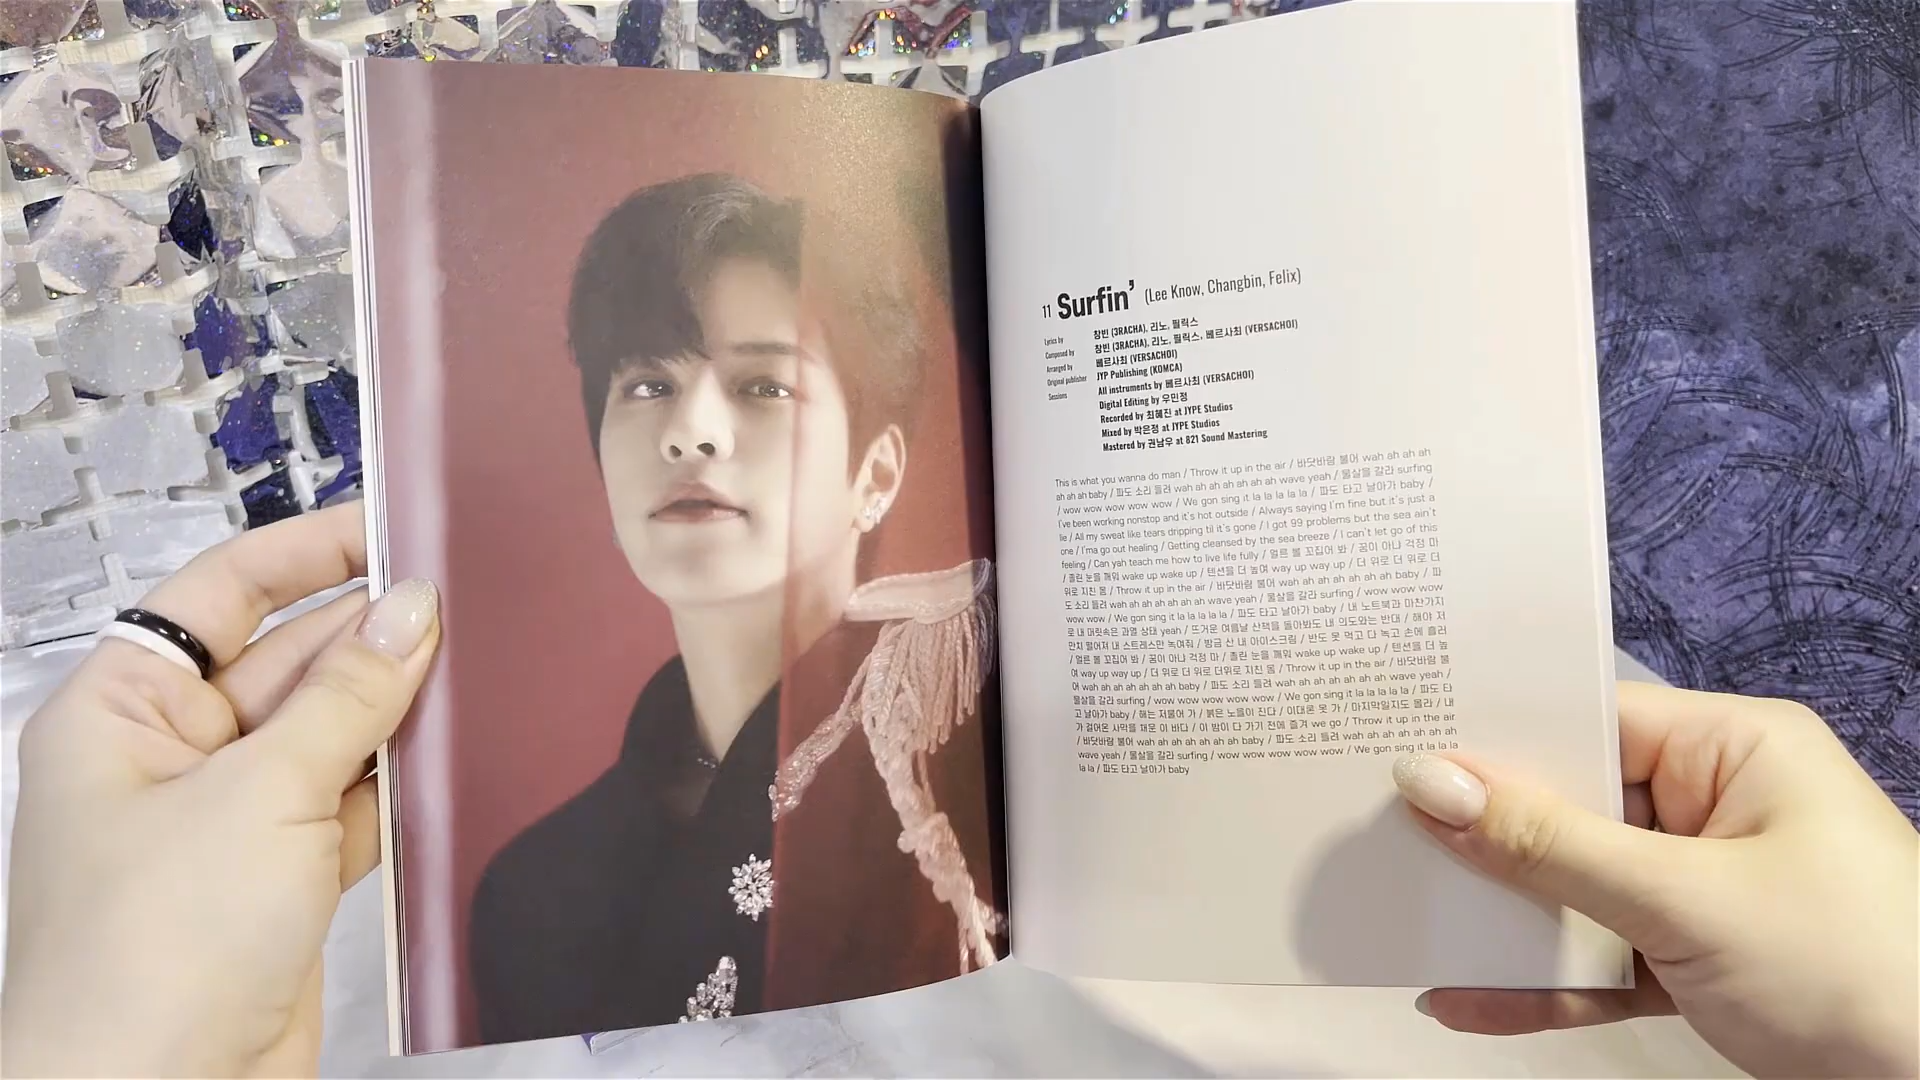 11 Surfin' (Lee Know, Changbin, Felix)
Lyrics by 창빈 (3RACHA), 리노, 필릭스
Composed by 창빈 (3RACHA), 리노, 필릭스, 베르사최 (VERSACHOI)
Arranged by 베르사최 (VERSACHOI)
Original publisher JYP Publishing (KOMCA)
Sessions All instruments by 베르사최 (VERSACHOI)
Digital Editing by 우민정
Recorded by 최혜진 at JYPE Studios
Mixed by 박은정 at JYPE Studios
Mastered by 권남우 at 821 Sound Mastering
This is what you wanna do man / Throw it up in the air / 바닷바람 불어 wah ah ah ah
ah ah ah baby / 파도 소리 들려 wah ah ah ah ah ah ah wave yeah / 물살을 갈라 surfing
/ wow wow wow wow wow / We gon sing it la la la la la / 파도 타고 날아가 baby /
I've been working nonstop and it's hot outside / Always saying I'm fine but it's just a
lie / All my sweat like tears dripping til it's gone / I got 99 problems but the sea ain't
one / I'ma go out healing / Getting cleansed by the sea breeze / I can't let go of this
feeling / Can yah teach me how to live life fully / 얼른 볼 꼬집어 봐 / 꿈이 아냐 걱정 마
/ 졸린 눈을 깨워 wake up wake up / 텐션을 더 높여 way up way up / 더 위로 더 위로 더
위로 지친 몸 / Throw it up in the air / 바닷바람 불어 wah ah ah ah ah ah ah baby / 파
도 소리 들려 wah ah ah ah ah ah ah wave yeah / 물살을 갈라 surfing / wow wow wow
wow wow / We gon sing it la la la la la / 파도 타고 날아가 baby / 내 노트북과 마찬가지
로 내 머릿속은 과열 상태 yeah / 뜨거운 여름날 산책을 돌아봐도 내 의도와는 반대 / 해야 저
만치 떨어져 내 스트레스만 녹여줘 / 방금 산 내 아이스크림 / 반도 못 먹고 다 녹고 손에 흘러
/ 얼른 볼 꼬집어 봐 / 꿈이 아냐 걱정 마 / 졸린 눈을 깨워 wake up wake up / 텐션을 더 높
여 way up way up / 더 위로 더 위로 더위로 지친 몸 / Throw it up in the air / 바닷바람 불
어 wah ah ah ah ah ah ah baby / 파도 소리 들려 wah ah ah ah ah ah ah wave yeah /
물살을 갈라 surfing / wow wow wow wow wow / We gon sing it la la la la la / 파도 타
고 날아가 baby / 해는 저물어 가 / 붉은 노을이 진다 / 이대론 못 가 / 마지막일지도 몰라 / 내
가 걸어온 사막을 채운 이 바다 / 이 밤이 다 가기 전에 즐겨 we go / Throw it up in the air
/ 바닷바람 불어 wah ah ah ah ah ah ah baby / 파도 소리 들려 wah ah ah ah ah ah ah
wave yeah / 물살을 갈라 surfing / wow wow wow wow wow / We gon sing it la la la
la la / 파도 타고 날아가 baby